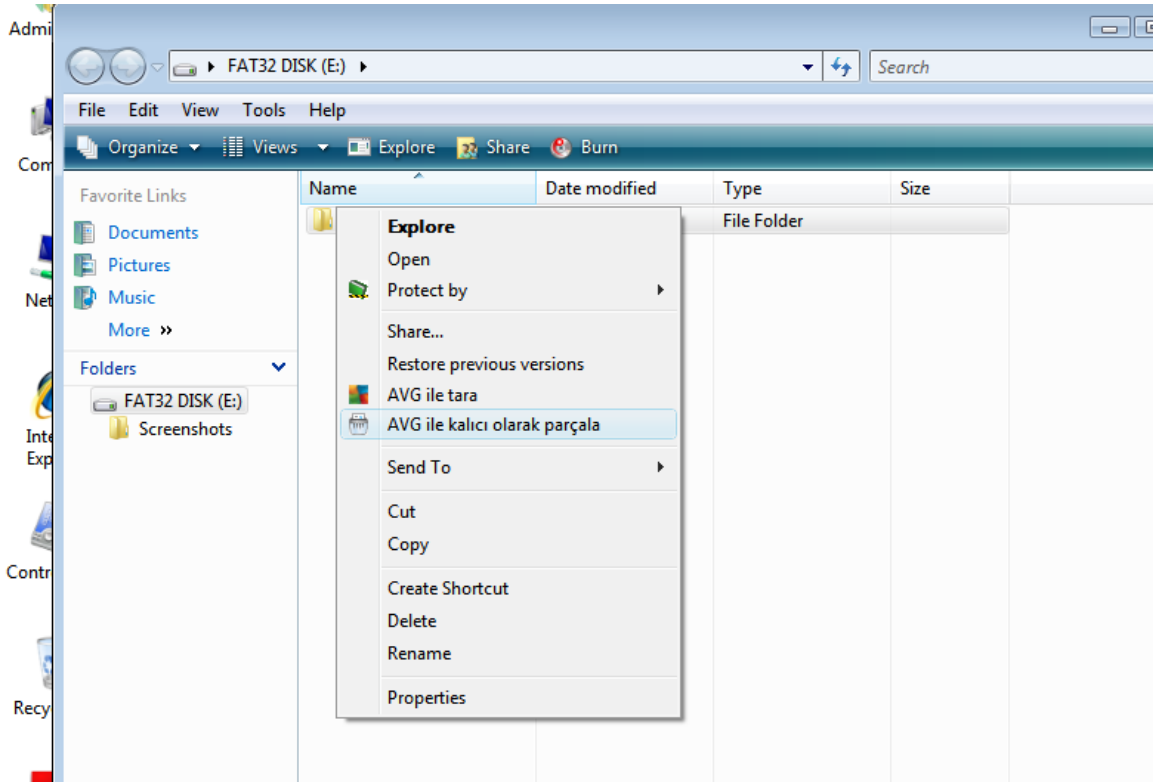 Admi
FAT32 DISK (E:)
Search
File Edit View Tools Help
Organize Views Explore Share Burn
Com
Favorite Links
Name Date modified Type Size
Documents
File Folder
Pictures
Net
Music
More »
Folders
FAT32 DISK (E:)
Screenshots
Inte
Exp
Contr
Recy
Explore
Open
Protect by
Share...
Restore previous versions
AVG ile tara
AVG ile kalıcı olarak parçala
Send To
Cut
Copy
Create Shortcut
Delete
Rename
Properties